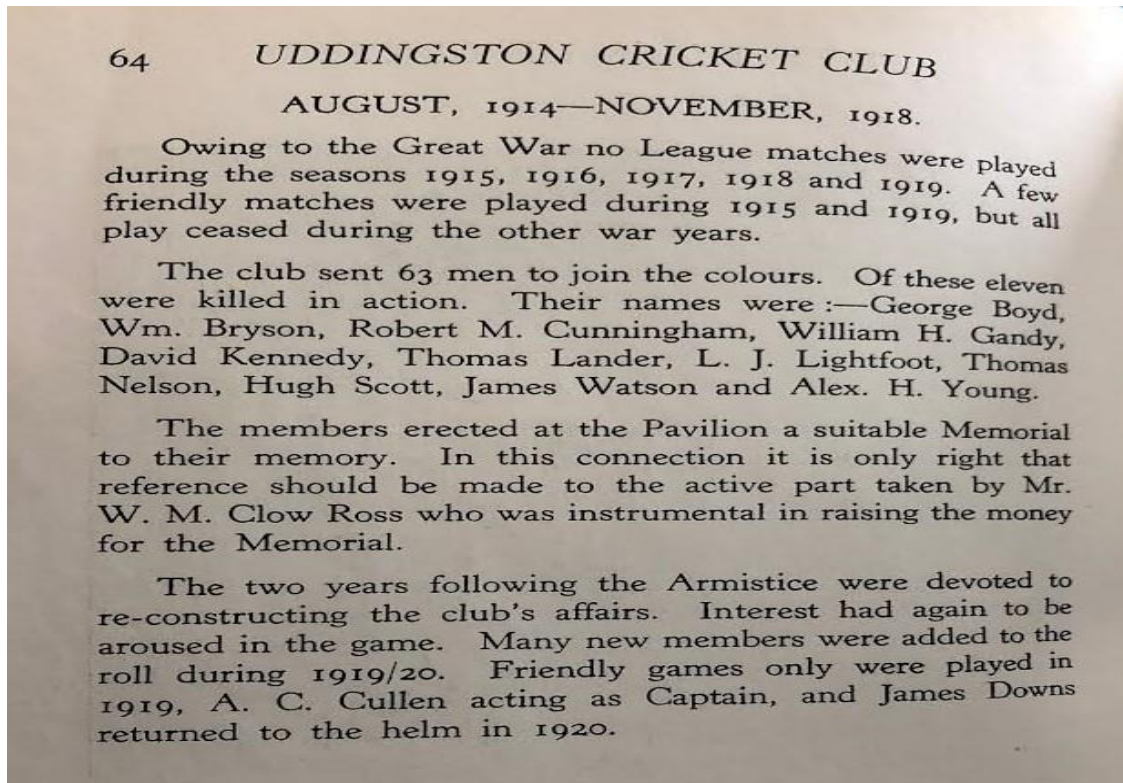 64 UDDINGSTON CRICKET CLUB
AUGUST, 1914—NOVEMBER, 1918.
Owing to the Great War no League matches were played
during the seasons 1915, 1916, 1917, 1918 and 1919. A few
friendly matches were played during 1915 and 1919, but all
play ceased during the other war years.
The club sent 63 men to join the colours. Of these eleven
were killed in action. Their names were :—George Boyd,
Wm. Bryson, Robert M. Cunningham, William H. Gandy,
David Kennedy, Thomas Lander, L. J. Lightfoot, Thomas
Nelson, Hugh Scott, James Watson and Alex. H. Young.
The members erected at the Pavilion a suitable Memorial
to their memory. In this connection it is only right that
reference should be made to the active part taken by Mr.
W. M. Clow Ross who was instrumental in raising the money
for the Memorial.
The two years following the Armistice were devoted to
re-constructing the club's affairs. Interest had again to be
aroused in the game. Many new members were added to the
roll during 1919/20. Friendly games only were played in
1919, A. C. Cullen acting as Captain, and James Downs
returned to the helm in 1920.